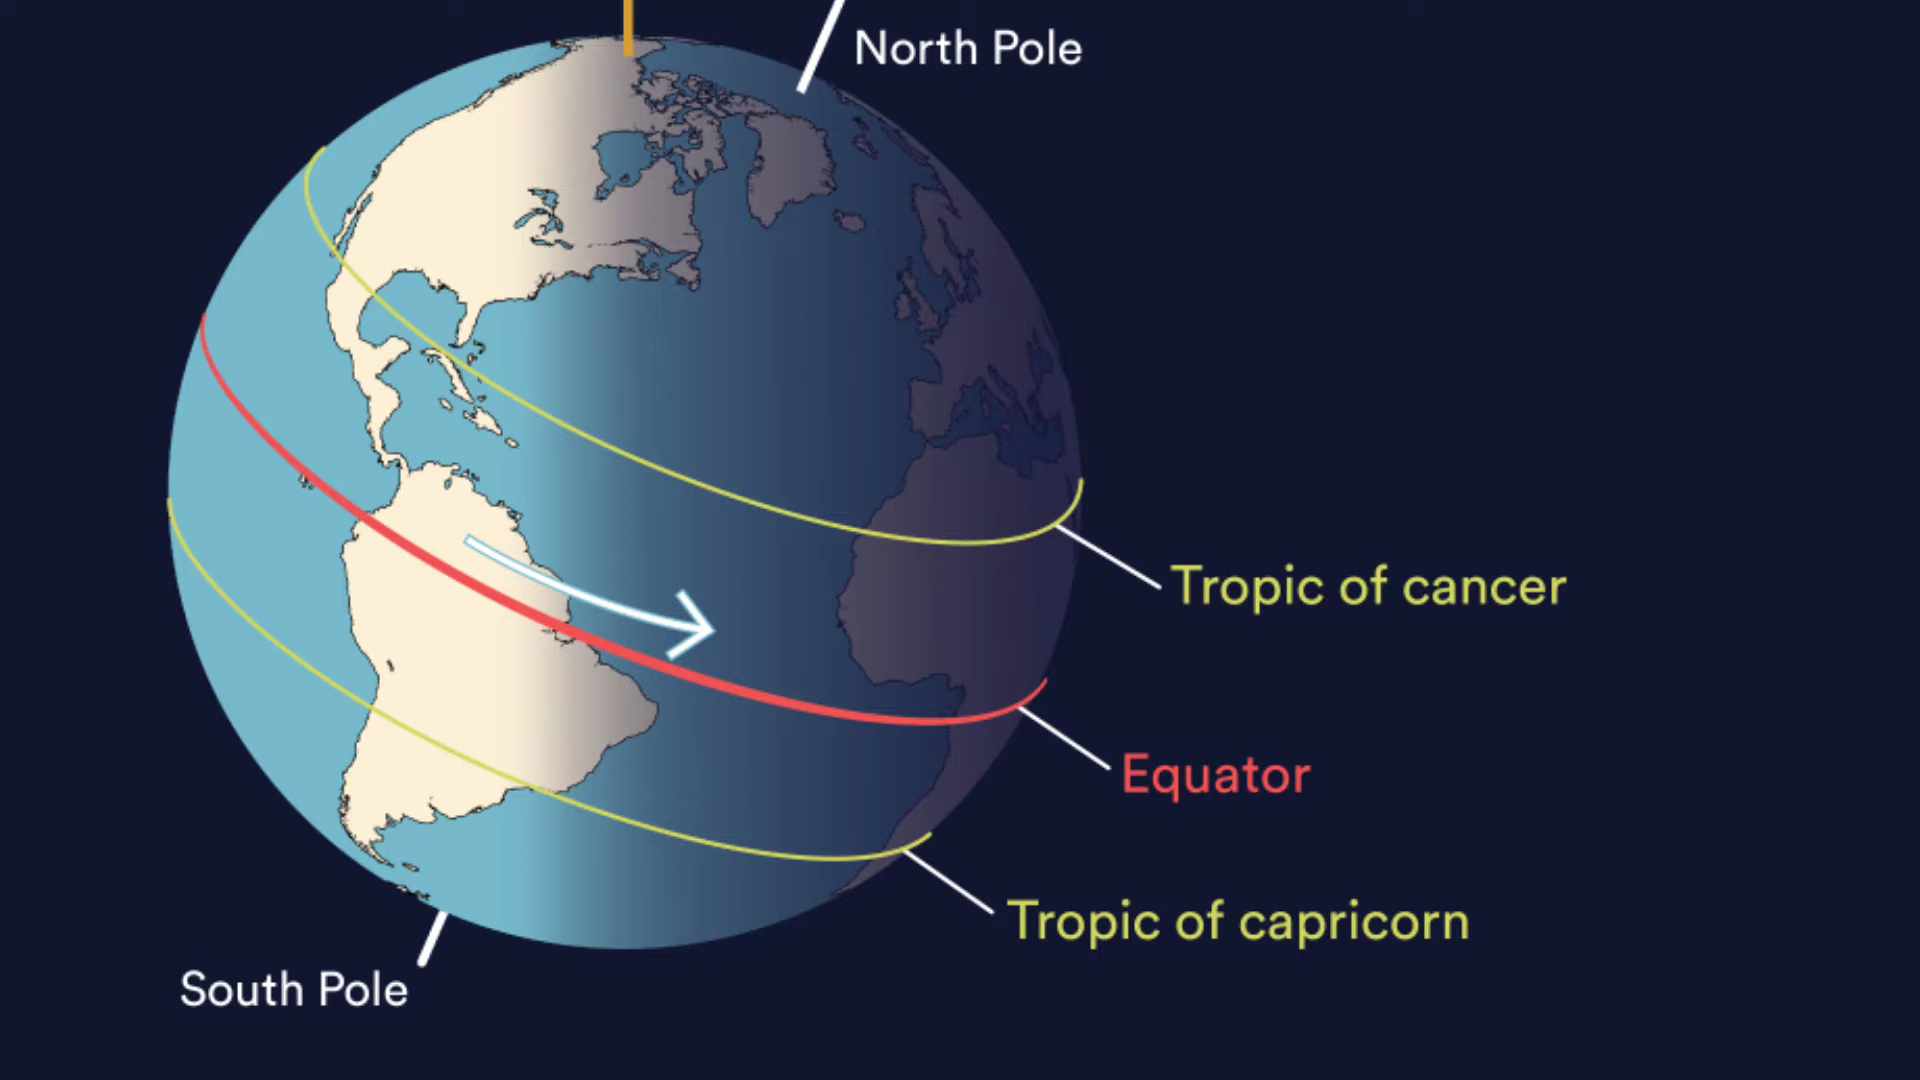 North Pole
Tropic of cancer
Equator
Tropic of capricorn
South Pole